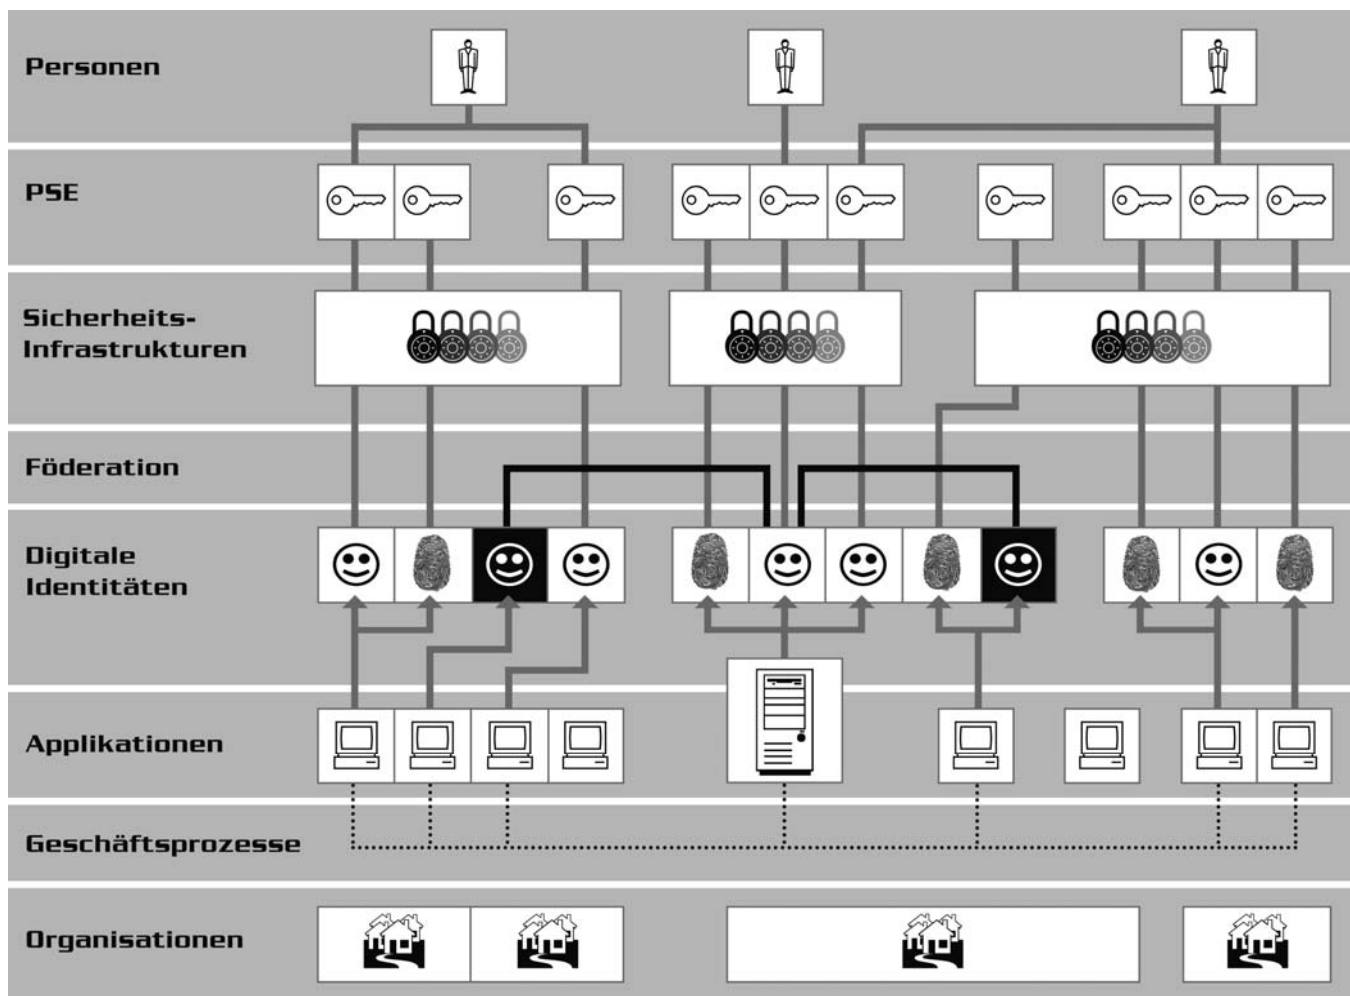 Personen
PSE
Sicherheits-
Infrastrukturen
Föderation
Digitale
Identitäten
Applikationen
Geschäftsprozesse
Organisationen